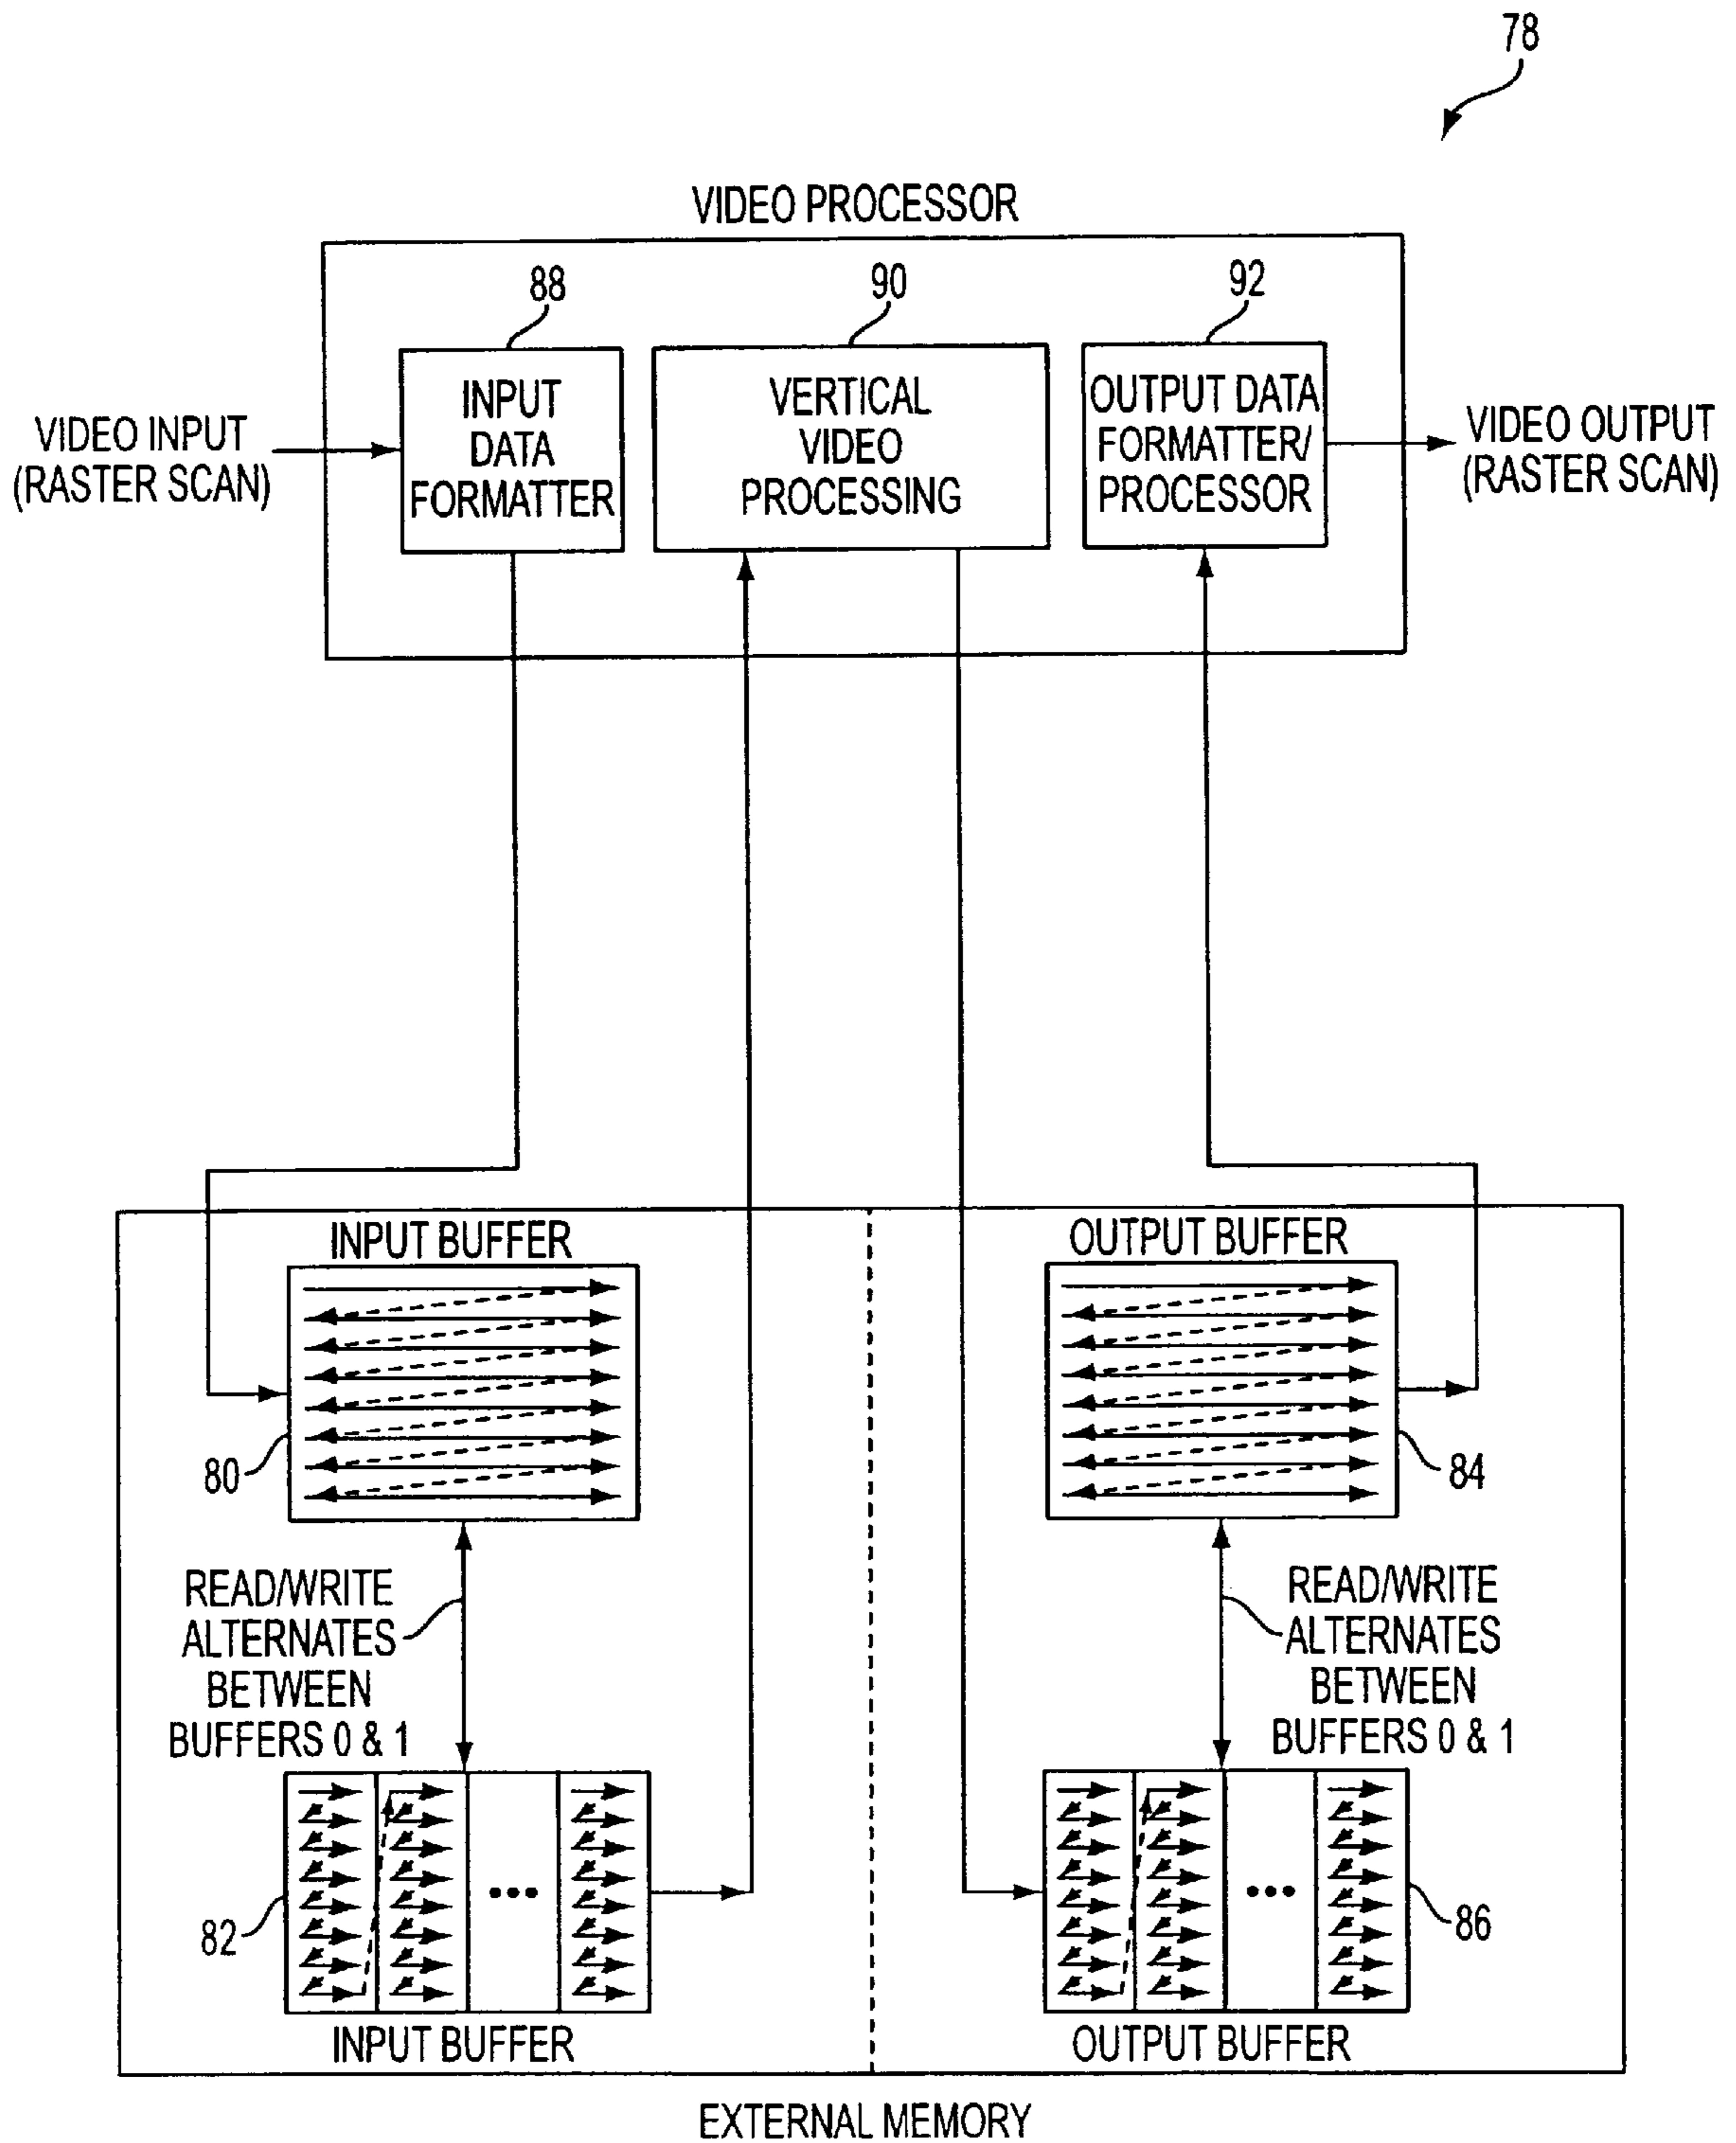 78
VIDEO PROCESSOR
88
90
92
INPUT
DATA
FORMATTER
VERTICAL
VIDEO
PROCESSING
OUTPUT DATA
FORMATTER/
PROCESSOR
VIDEO INPUT
(RASTER SCAN)
VIDEO OUTPUT
(RASTER SCAN)
INPUT BUFFER
OUTPUT BUFFER
80
84
READ/WRITE
ALTERNATES
BETWEEN
BUFFERS 0 & 1
READ/WRITE
ALTERNATES
BETWEEN
BUFFERS 0 & 1
82
86
INPUT BUFFER
OUTPUT BUFFER
EXTERNAL MEMORY